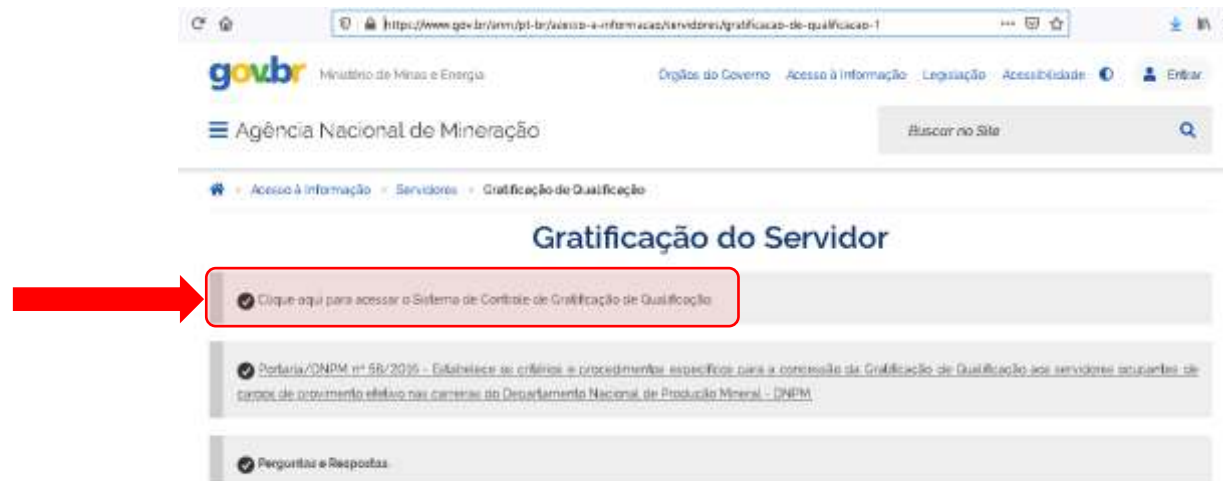 https://www.gov.br/anm/pt-br/acesso-a-informacao/servidores/gratificacao-de-qualificacao-1
gov.br Ministério de Minas e Energia Órgãos do Governo Acesso à Informação Legislação Acessibilidade Entrar
Agência Nacional de Mineração Buscar no Site
Acesso à Informação Servidores Gratificação de Qualificação
Gratificação do Servidor
Clique aqui para acessar o Sistema de Controle de Gratificação de Qualificação
Portaria/DNPM nº 58/2016 - Estabelece os critérios e procedimentos específicos para a concessão da Gratificação de Qualificação aos servidores ocupantes de
cargos de provimento efetivo nas carreiras do Departamento Nacional de Produção Mineral - DNPM.
Perguntas e Respostas